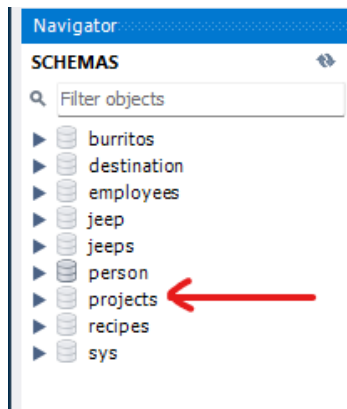 Navigator
SCHEMAS
Filter objects
burritos
destination
employees
jeep
jeeps
person
projects
recipes
sys